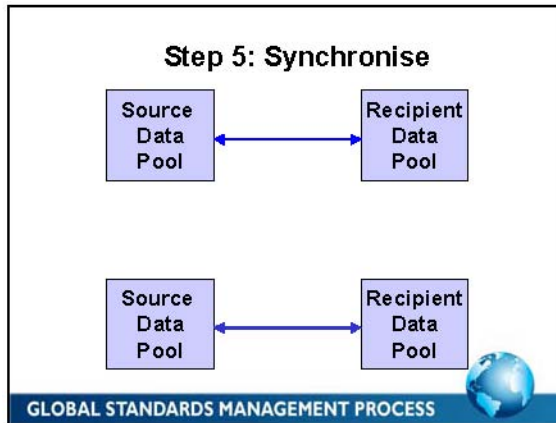 Step 5: Synchronise
Source
Data
Pool
Recipient
Data
Pool
Source
Data
Pool
Recipient
Data
Pool
GLOBAL STANDARDS MANAGEMENT PROCESS